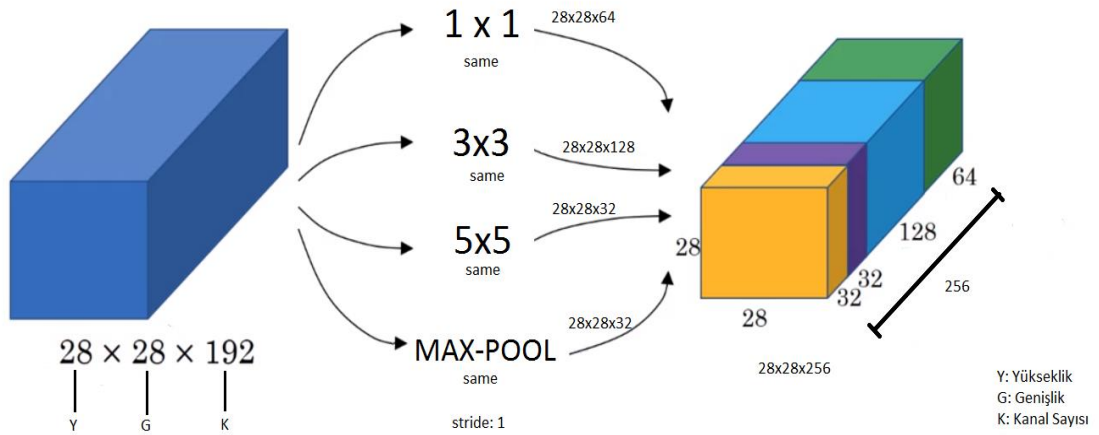 28 × 28 × 192
Y
G
K
1 x 1
same
28x28x64
3x3
same
28x28x128
5x5
same
28x28x32
MAX-POOL
same
28x28x32
stride: 1
28
28
32
32
128
64
256
28x28x256
Y: Yükseklik
G: Genişlik
K: Kanal Sayısı